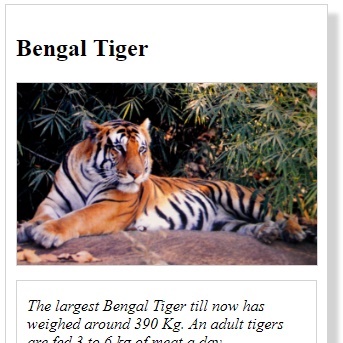 Bengal Tiger
The largest Bengal Tiger till now has
weighed around 390 Kg. An adult tigers
are fed 3 to 6 kg of meat a day